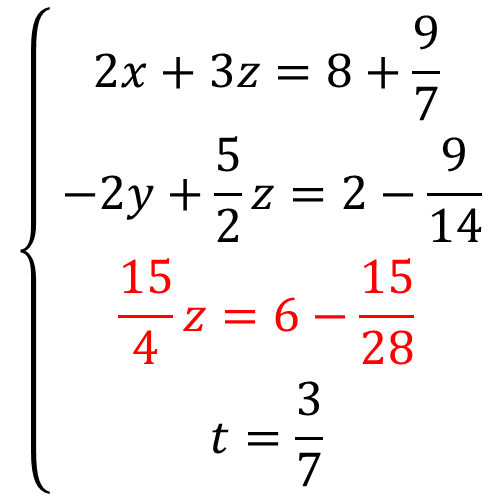 2x + 3z = 8 + 9/7
−2y + 5/2 z = 2 − 9/14
15/4 z = 6 − 15/28
t = 3/7